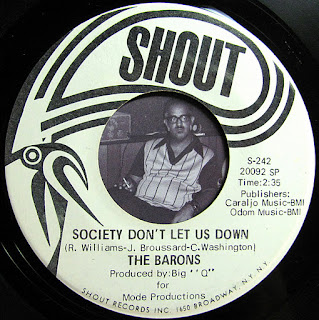 SHOUT
S-242
20092 SP
Time: 2:35
Publishers:
Caraljo Music-BMI
Odom Music-BMI
SOCIETY DON'T LET US DOWN
(R. Williams-J. Broussard-C. Washington)
THE BARONS
Produced by: Big "Q"
for
Mode Productions
SHOUT RECORDS INC. 1650 BROADWAY, N.Y. N.Y.